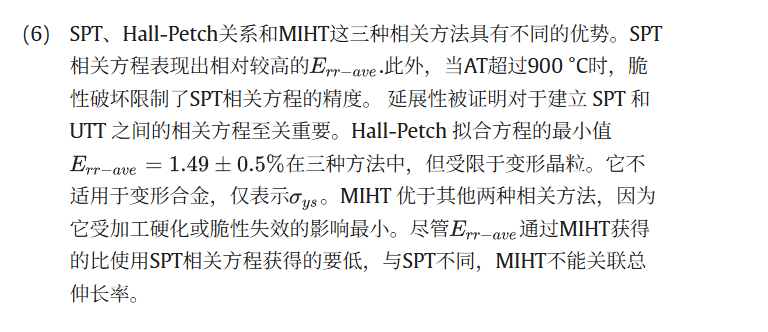 (6) SPT、Hall-Petch关系和MIHT这三种相关方法具有不同的优势。SPT
相关方程表现出相对较高的E_{rr-ave}.此外，当AT超过900 °C时，脆
性破坏限制了SPT相关方程的精度。 延展性被证明对于建立 SPT 和
UTT 之间的相关方程至关重要。Hall-Petch 拟合方程的最小值
E_{rr-ave} = 1.49 ± 0.5%在三种方法中，但受限于变形晶粒。它不
适用于变形合金，仅表示σ_{ys}。MIHT 优于其他两种相关方法，因为
它受加工硬化或脆性失效的影响最小。尽管E_{rr-ave} 通过MIHT获得
的比使用SPT相关方程获得的要低，与SPT不同，MIHT不能关联总
伸长率。